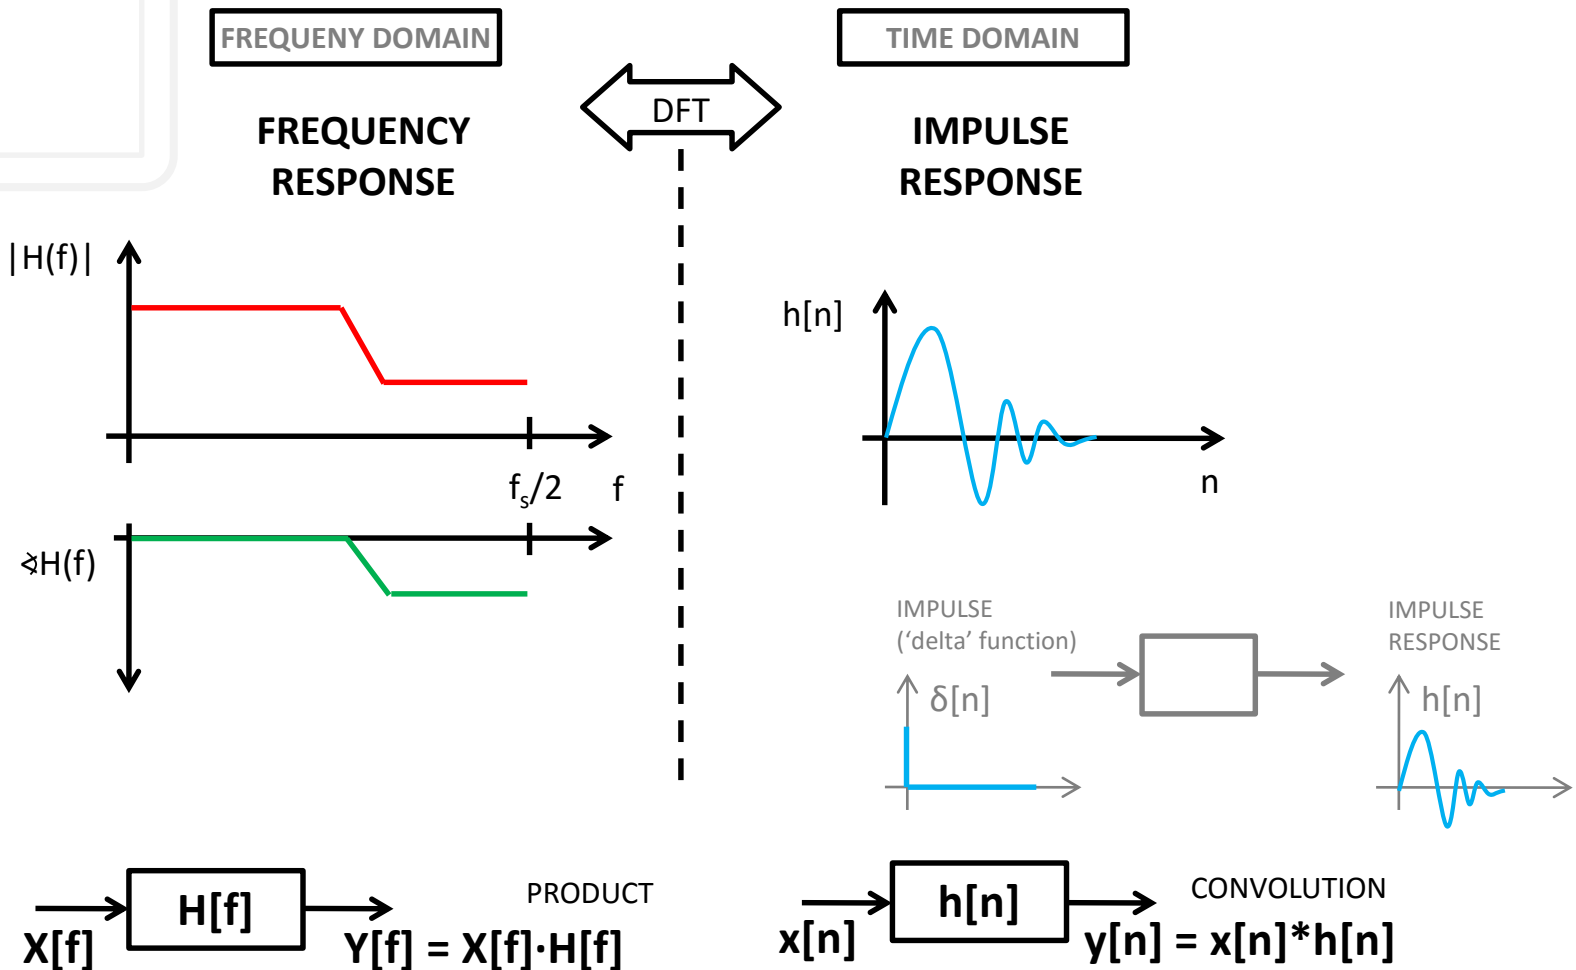 FREQUENY DOMAIN
TIME DOMAIN
DFT
FREQUENCY
RESPONSE
IMPULSE
RESPONSE
|H(f)|
fs/2
f
∢H(f)
h[n]
n
IMPULSE
('delta' function)
δ[n]
IMPULSE
RESPONSE
h[n]
X[f]
H[f]
PRODUCT
Y[f] = X[f]·H[f]
x[n]
h[n]
CONVOLUTION
y[n] = x[n]*h[n]